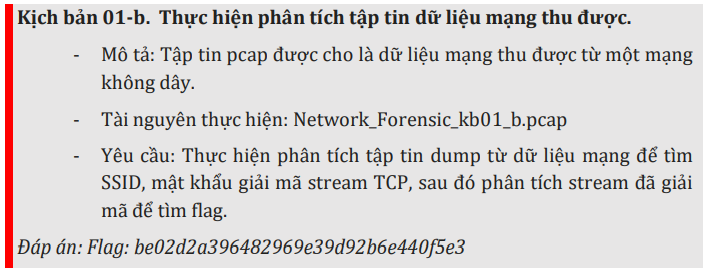 Kịch bản 01-b. Thực hiện phân tích tập tin dữ liệu mạng thu được.
- Mô tả: Tập tin pcap được cho là dữ liệu mạng thu được từ một mạng
không dây.
- Tài nguyên thực hiện: Network_Forensic_kb01_b.pcap
- Yêu cầu: Thực hiện phân tích tập tin dump từ dữ liệu mạng để tìm
SSID, mật khẩu giải mã stream TCP, sau đó phân tích stream đã giải
mã để tìm flag.
Đáp án: Flag: be02d2a396482969e39d92b6e440f5e3